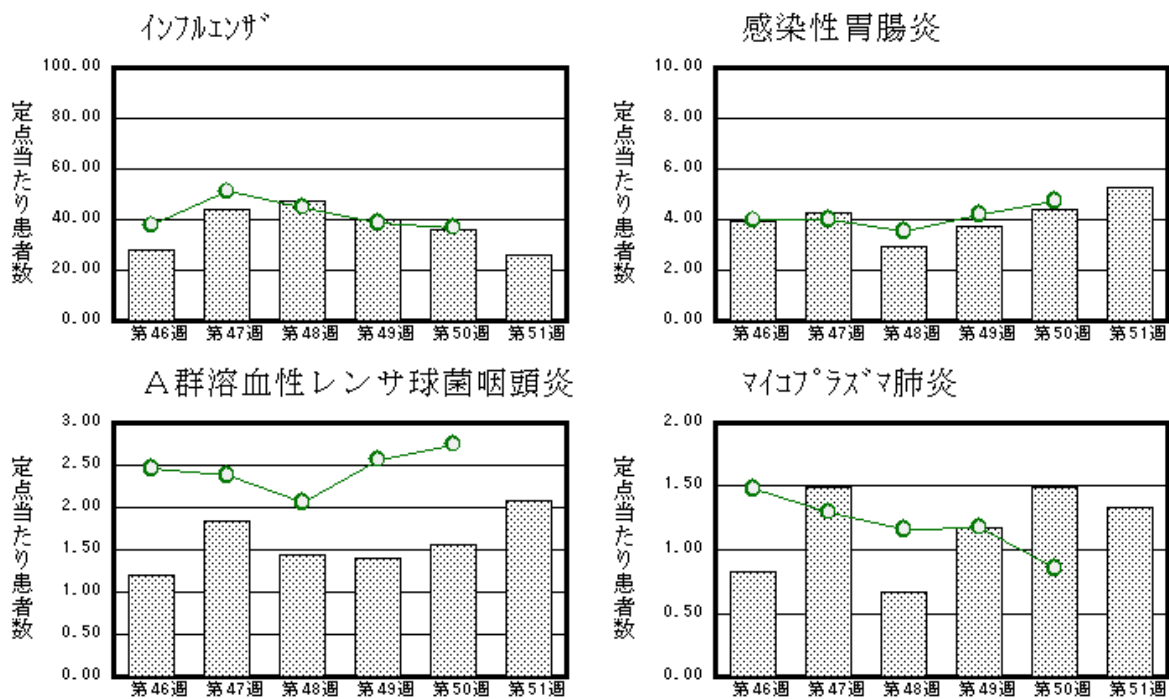 インフルエンザ
100.00
80.00
60.00
40.00
20.00
0.00
定点当たり患者数
第46週 第47週 第48週 第49週 第50週 第51週
感染性胃腸炎
10.00
8.00
6.00
4.00
2.00
0.00
定点当たり患者数
第46週 第47週 第48週 第49週 第50週 第51週
A群溶血性レンサ球菌咽頭炎
3.00
2.50
2.00
1.50
1.00
0.50
0.00
定点当たり患者数
第46週 第47週 第48週 第49週 第50週 第51週
マイコプラズマ肺炎
2.00
1.50
1.00
0.50
0.00
定点当たり患者数
第46週 第47週 第48週 第49週 第50週 第51週